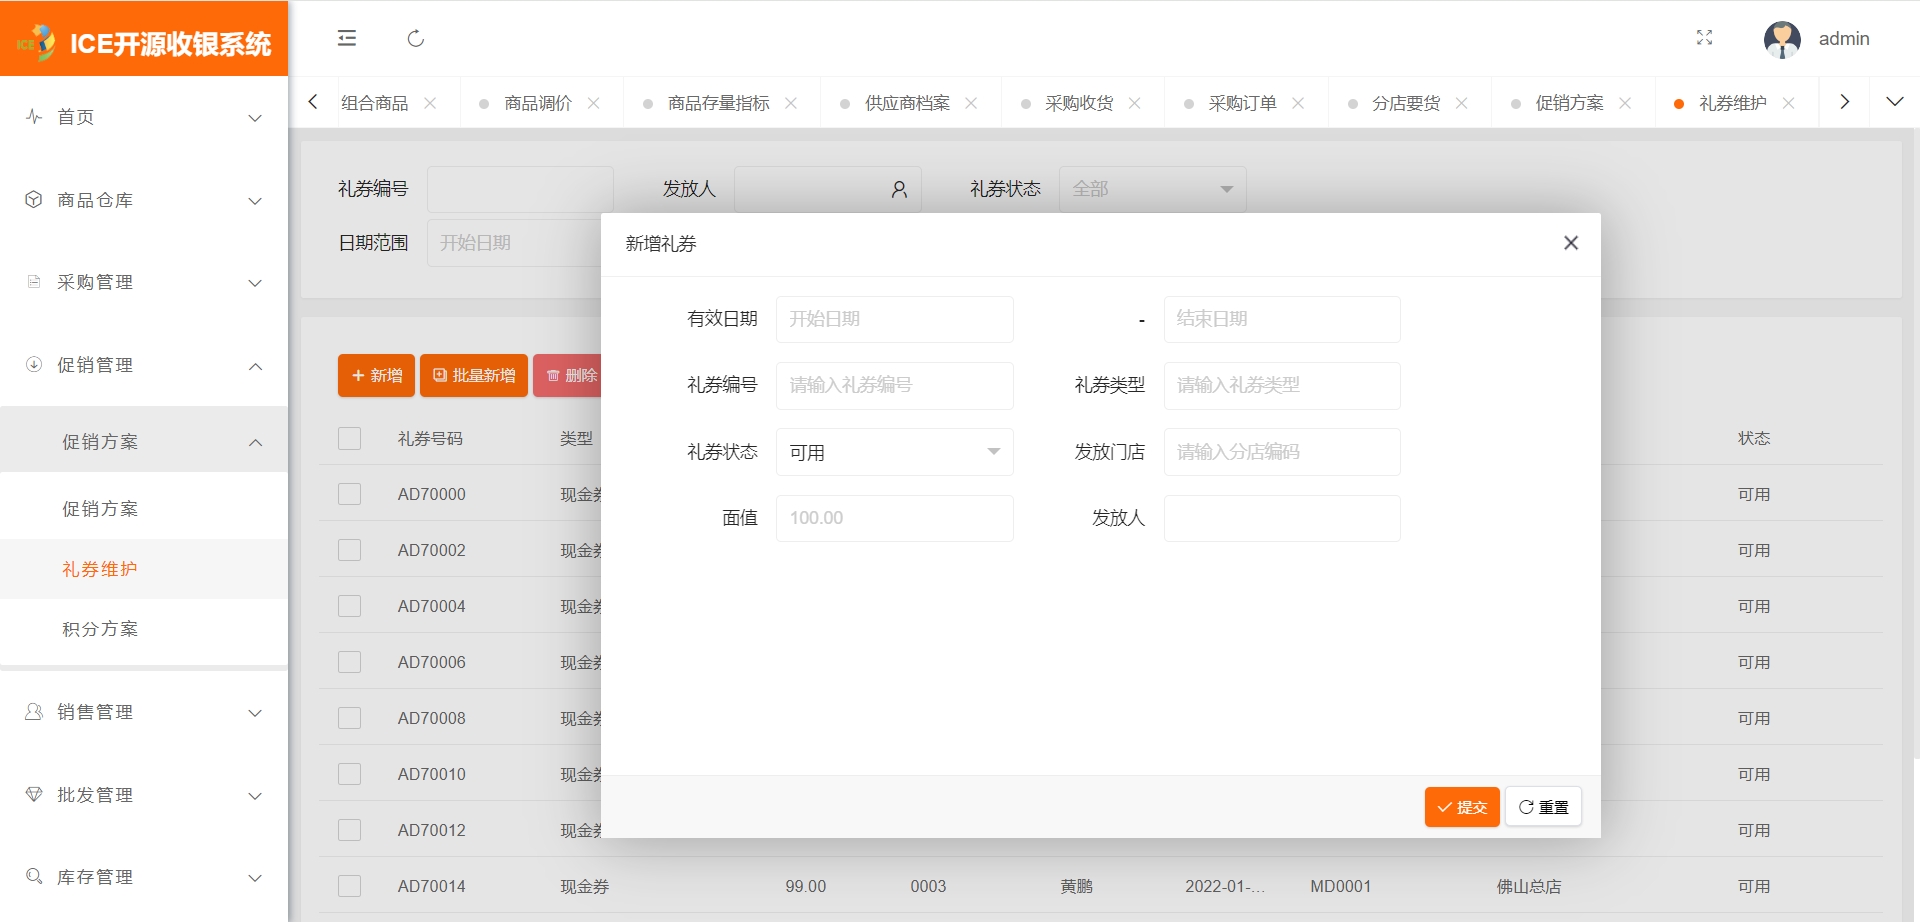 ICE开源收银系统
admin
组合商品
商品调价
商品存量指标
供应商档案
采购收货
采购订单
分店要货
促销方案
礼券维护
首页
商品仓库
采购管理
促销管理
促销方案
促销方案
礼券维护
积分方案
销售管理
批发管理
库存管理
礼券编号
发放人
礼券状态 全部
日期范围 开始日期
新增 批量新增 删除
礼券号码 类型 状态
AD70000 现金券 可用
AD70002 现金券 可用
AD70004 现金券 可用
AD70006 现金券 可用
AD70008 现金券 可用
AD70010 现金券 可用
AD70012 现金券 可用
AD70014 现金券 99.00 0003 黄鹏 2022-01-... MD0001 佛山总店 可用
新增礼券
有效日期 开始日期 - 结束日期
礼券编号 请输入礼券编号 礼券类型 请输入礼券类型
礼券状态 可用 发放门店 请输入分店编码
面值 100.00 发放人
提交 重置